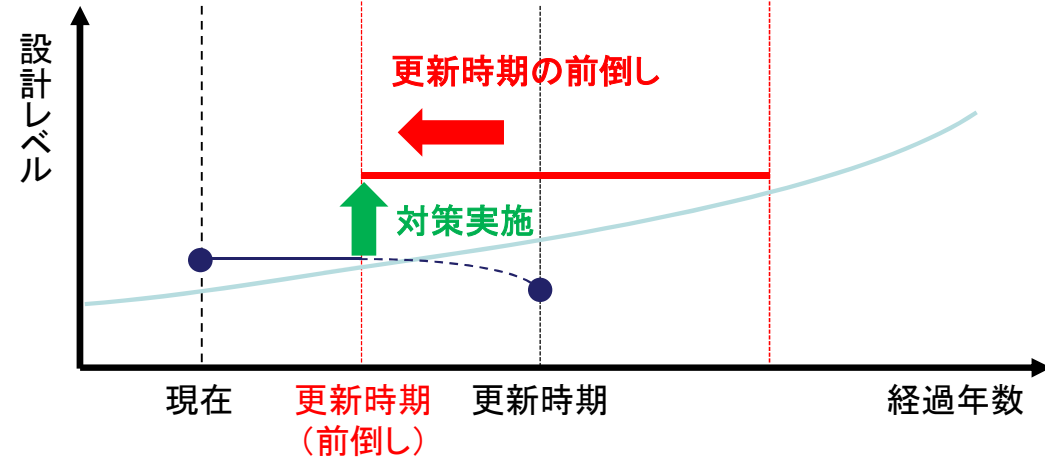 設計レベル
更新時期の前倒し
対策実施
現在
更新時期
（前倒し）
更新時期
経過年数